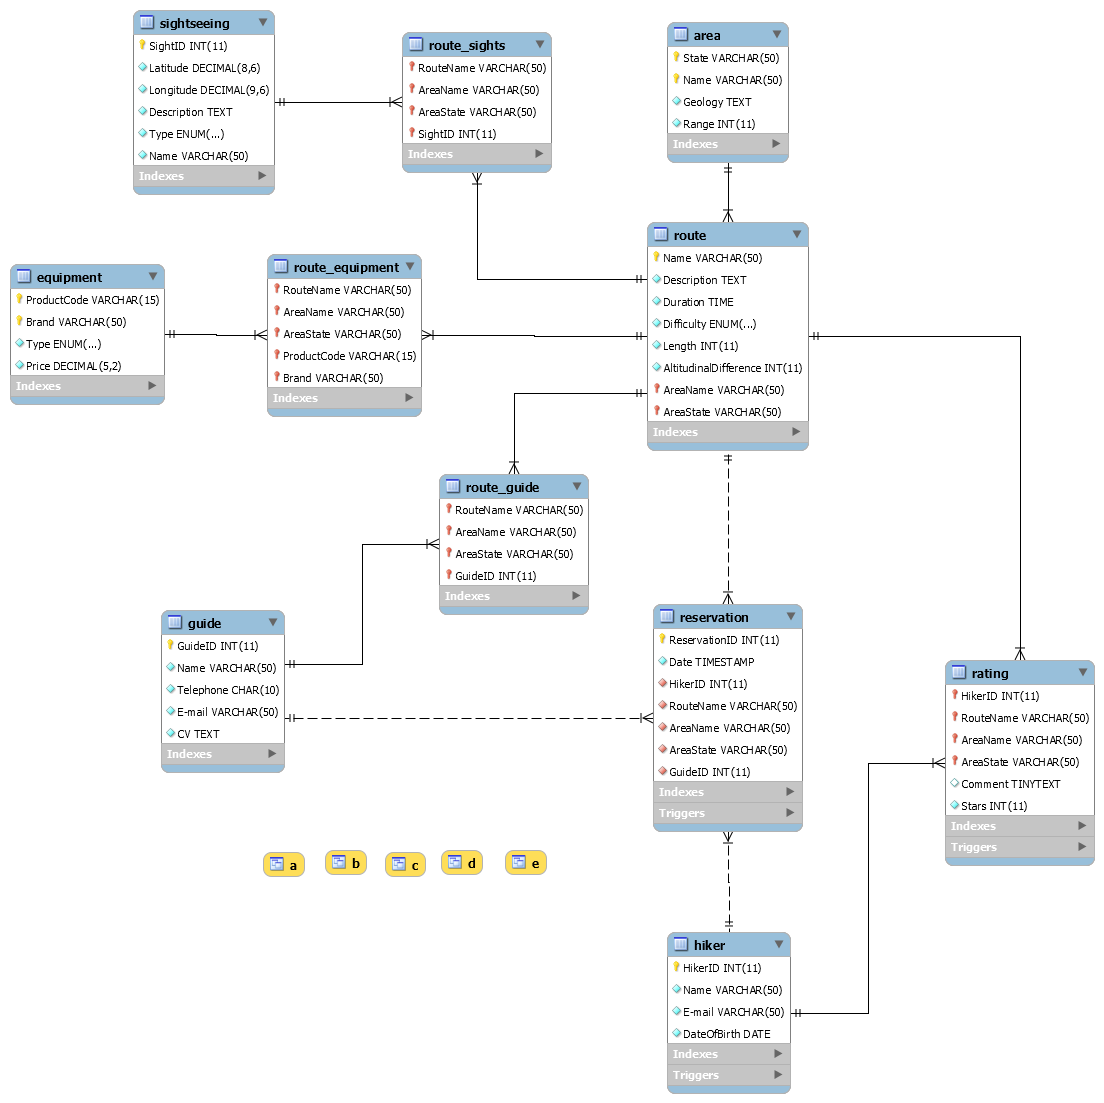 sightseeing
SightID INT(11)
Latitude DECIMAL(8,6)
Longitude DECIMAL(9,6)
Description TEXT
Type ENUM(...)
Name VARCHAR(50)
Indexes
route_sights
RouteName VARCHAR(50)
AreaName VARCHAR(50)
AreaState VARCHAR(50)
SightID INT(11)
Indexes
area
State VARCHAR(50)
Name VARCHAR(50)
Geology TEXT
Range INT(11)
Indexes
equipment
ProductCode VARCHAR(15)
Brand VARCHAR(50)
Type ENUM(...)
Price DECIMAL(5,2)
Indexes
route_equipment
RouteName VARCHAR(50)
AreaName VARCHAR(50)
AreaState VARCHAR(50)
ProductCode VARCHAR(15)
Brand VARCHAR(50)
Indexes
route
Name VARCHAR(50)
Description TEXT
Duration TIME
Difficulty ENUM(...)
Length INT(11)
AltitudinalDifference INT(11)
AreaName VARCHAR(50)
AreaState VARCHAR(50)
Indexes
route_guide
RouteName VARCHAR(50)
AreaName VARCHAR(50)
AreaState VARCHAR(50)
GuideID INT(11)
Indexes
guide
GuideID INT(11)
Name VARCHAR(50)
Telephone CHAR(10)
E-mail VARCHAR(50)
CV TEXT
Indexes
reservation
ReservationID INT(11)
Date TIMESTAMP
HikerID INT(11)
RouteName VARCHAR(50)
AreaName VARCHAR(50)
AreaState VARCHAR(50)
GuideID INT(11)
Indexes
Triggers
rating
HikerID INT(11)
RouteName VARCHAR(50)
AreaName VARCHAR(50)
AreaState VARCHAR(50)
Comment TINYTEXT
Stars INT(11)
Indexes
Triggers
a
b
c
d
e
hiker
HikerID INT(11)
Name VARCHAR(50)
E-mail VARCHAR(50)
DateOfBirth DATE
Indexes
Triggers